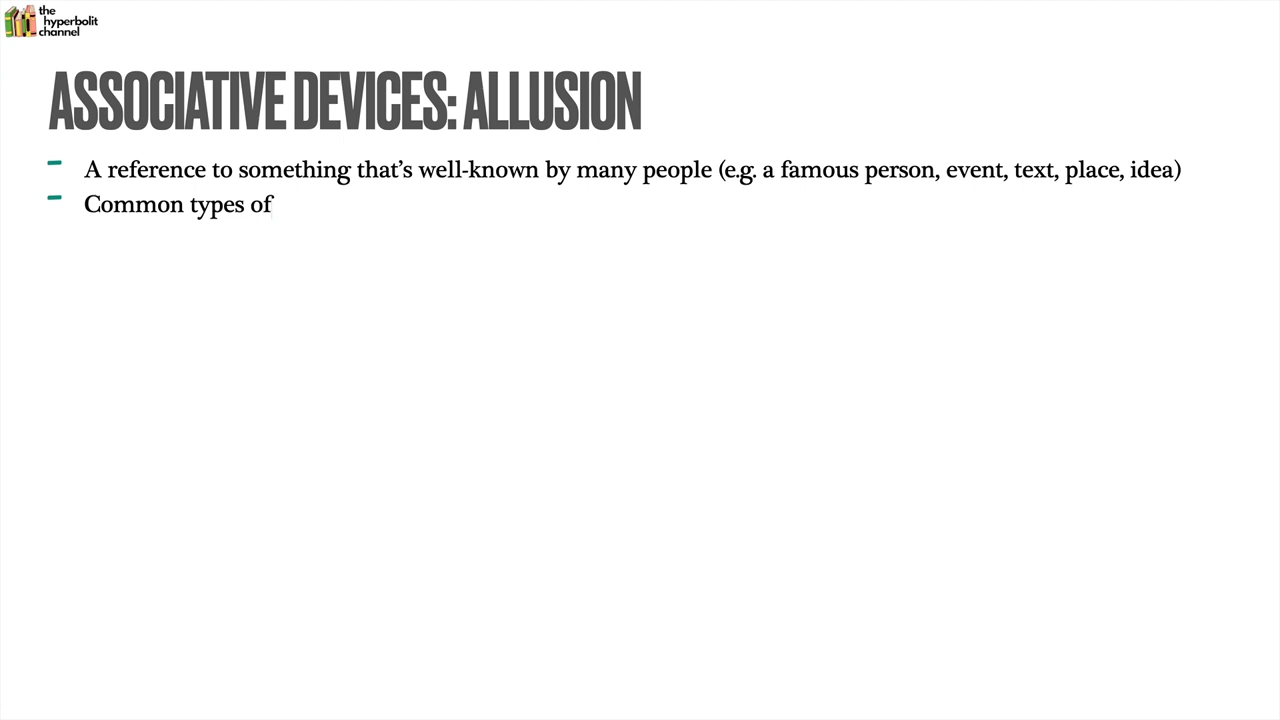 the
hyperbolit
channel
ASSOCIATIVE DEVICES: ALLUSION
- A reference to something that’s well-known by many people (e.g. a famous person, event, text, place, idea)
- Common types of